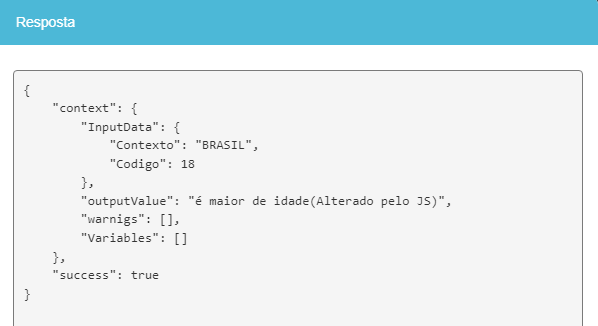 Resposta
{
    "context": {
        "InputData": {
            "Contexto": "BRASIL",
            "Codigo": 18
        },
        "outputValue": "é maior de idade(Alterado pelo JS)",
        "warnigs": [],
        "Variables": []
    },
    "success": true
}